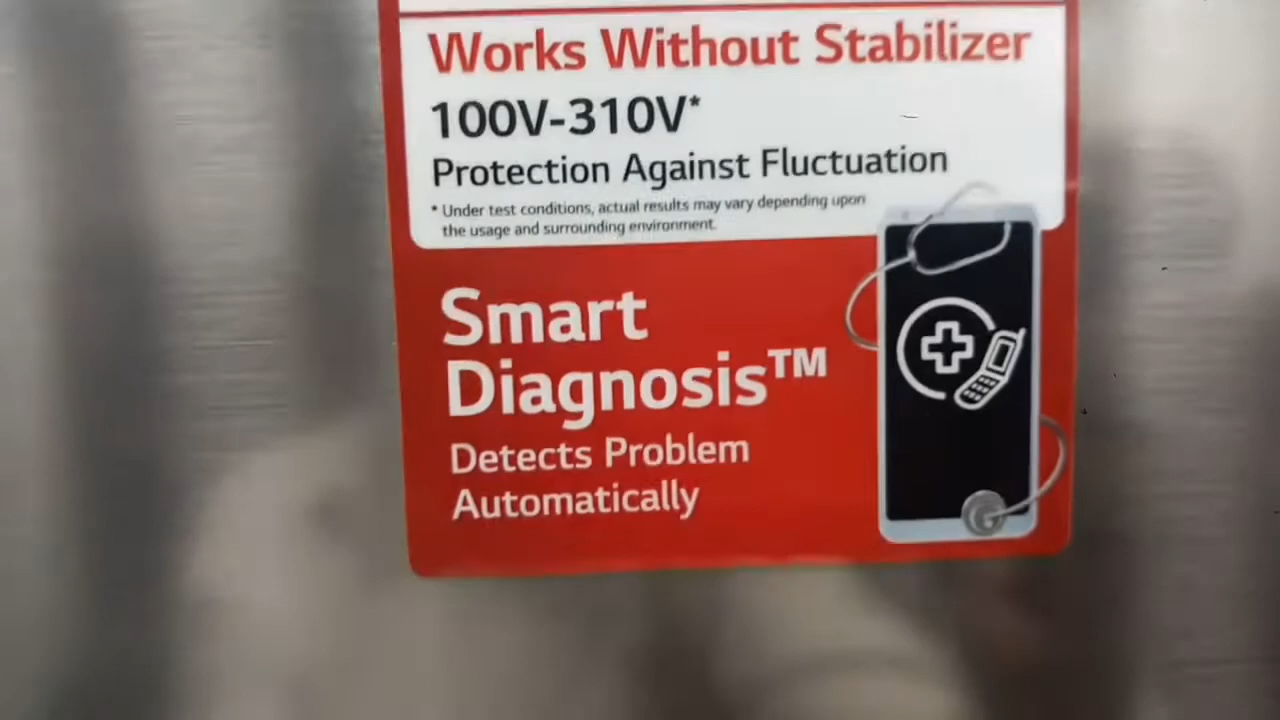 Works Without Stabilizer
100V-310V*
Protection Against Fluctuation
* Under test conditions, actual results may vary depending upon
the usage and surrounding environment.
Smart
Diagnosis™
Detects Problem
Automatically